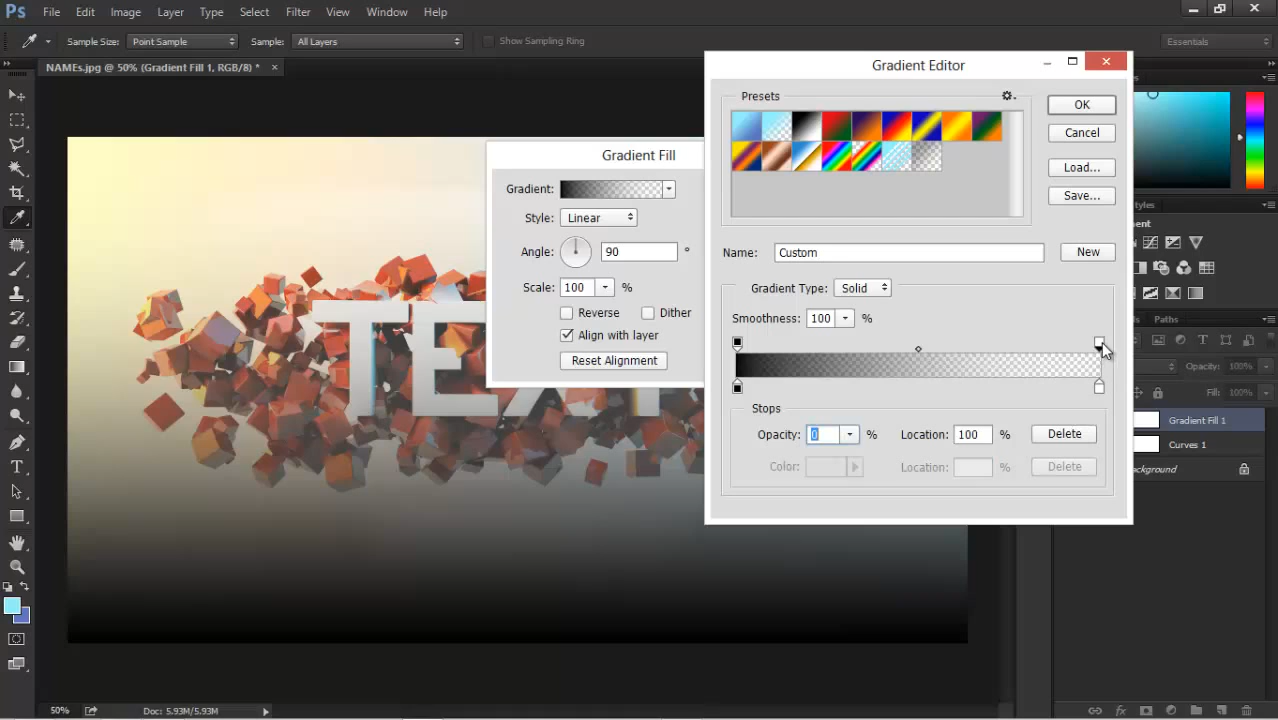 Ps File Edit Image Layer Type Select Filter View Window Help
Sample Size: Point Sample Sample: All Layers Show Sampling Ring Essentials
NAMEs.jpg @ 50% (Gradient Fill 1, RGB/8) * ×
Gradient Editor
Presets
OK
Cancel
Load...
Save...
Name: Custom New
Gradient Type: Solid
Smoothness: 100 %
Stops
Opacity: 0 % Location: 100 % Delete
Color: Location: % Delete
Gradient Fill
Gradient:
Style: Linear
Angle: 90 °
Scale: 100 %
Reverse Dither
Align with layer
Reset Alignment
TEXT
tyles
Paths
Opacity: 100%
Fill: 100%
Gradient Fill 1
Curves 1
ackground
50% Doc: 5.93M/5.93M